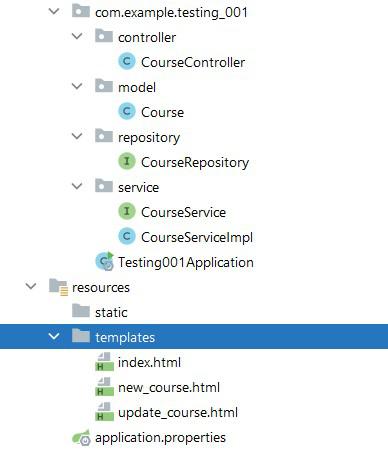 com.example.testing_001
controller
CourseController
model
Course
repository
CourseRepository
service
CourseService
CourseServiceImpl
Testing001Application
resources
static
templates
index.html
new_course.html
update_course.html
application.properties